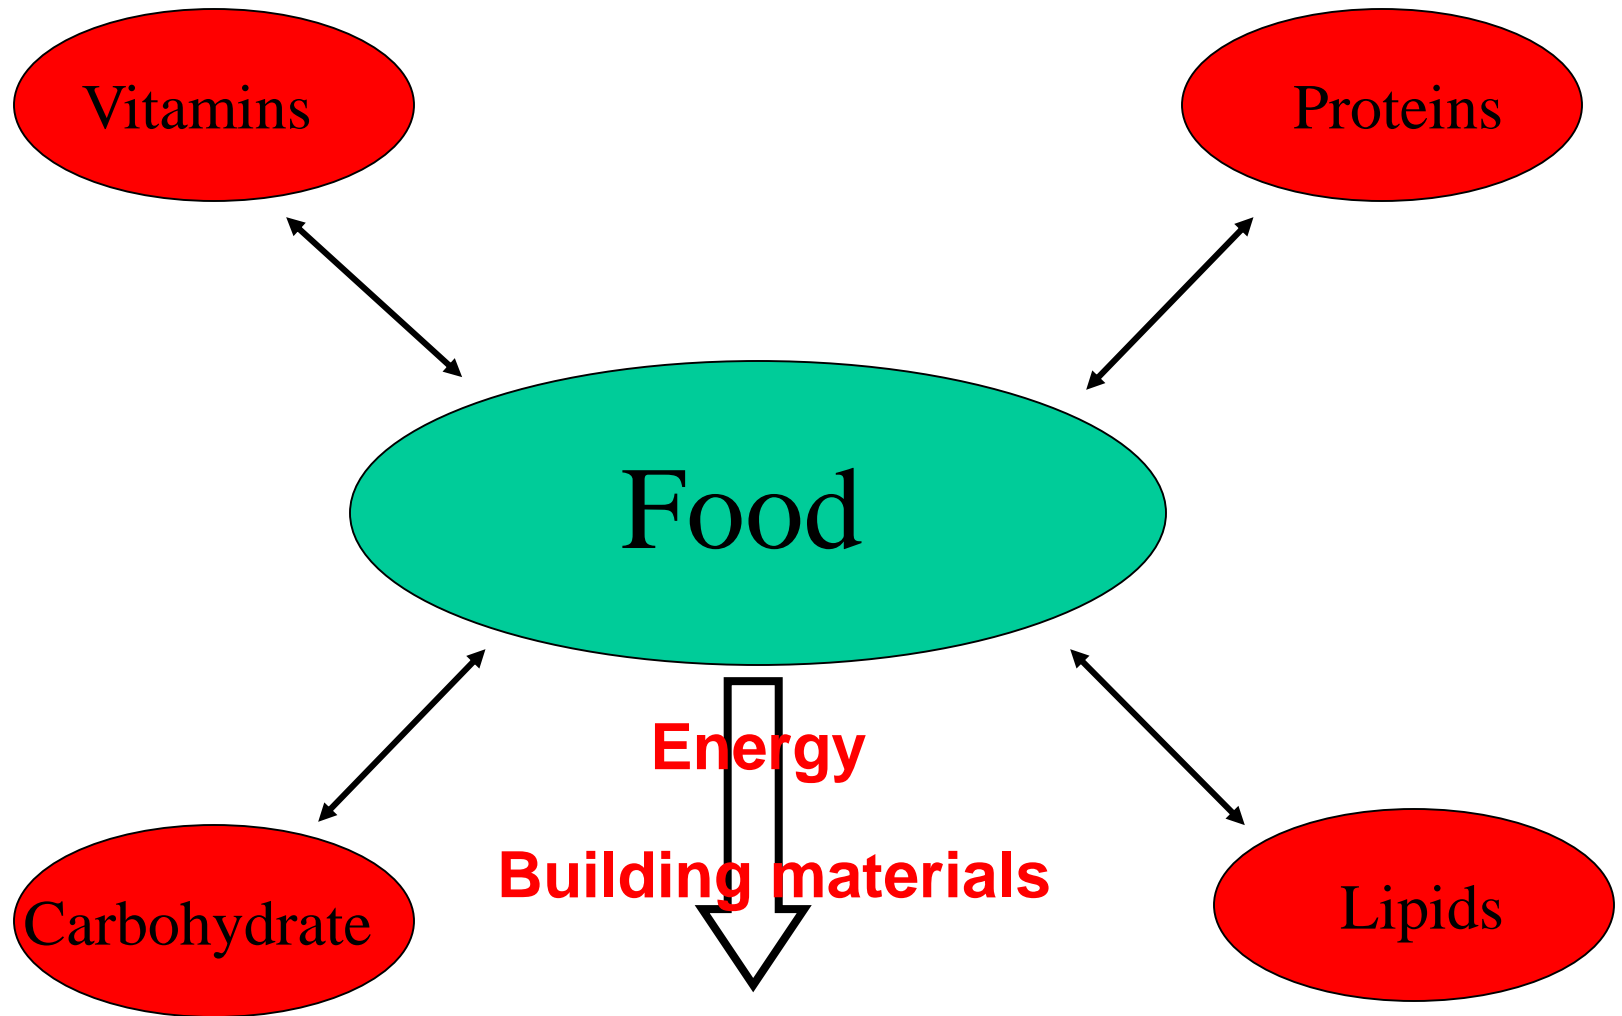 Vitamins
Proteins
Food
Energy
Building materials
Carbohydrate
Lipids